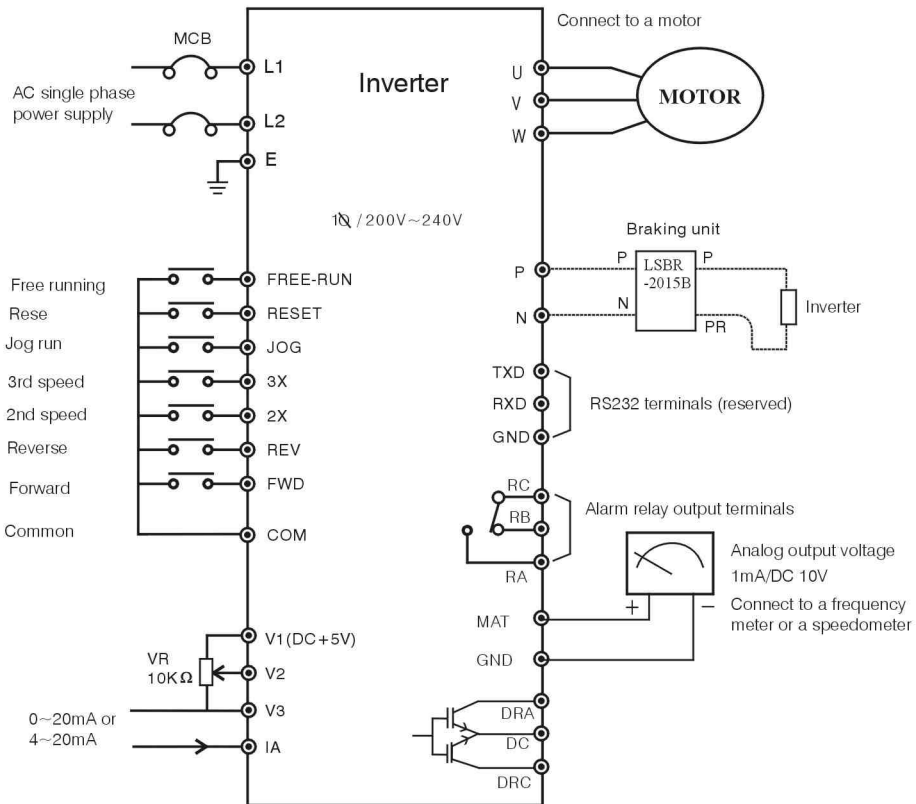 Connect to a motor
MCB
L1
AC single phase
power supply
L2
E
Inverter
U
V
W
MOTOR
1Ø / 200V~240V
Braking unit
P
N
P
N
LSBR
-2015B
P
PR
Inverter
Free running
FREE-RUN
Rese
RESET
Jog run
JOG
3rd speed
3X
2nd speed
2X
Reverse
REV
Forward
FWD
Common
COM
TXD
RXD
GND
RS232 terminals (reserved)
RC
RB
RA
Alarm relay output terminals
Analog output voltage
1mA/DC 10V
Connect to a frequency
meter or a speedometer
+
−
MAT
GND
V1(DC+5V)
VR
10KΩ
V2
V3
0~20mA or
4~20mA
IA
DRA
DC
DRC